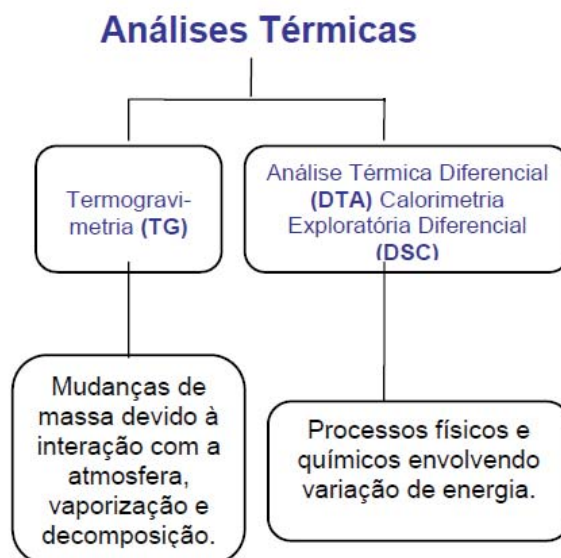 Análises Térmicas
Termogravi-
metria (TG)
Análise Térmica Diferencial
(DTA) Calorimetria
Exploratória Diferencial
(DSC)
Mudanças de
massa devido à
interação com a
atmosfera,
vaporização e
decomposição.
Processos físicos e
químicos envolvendo
variação de energia.